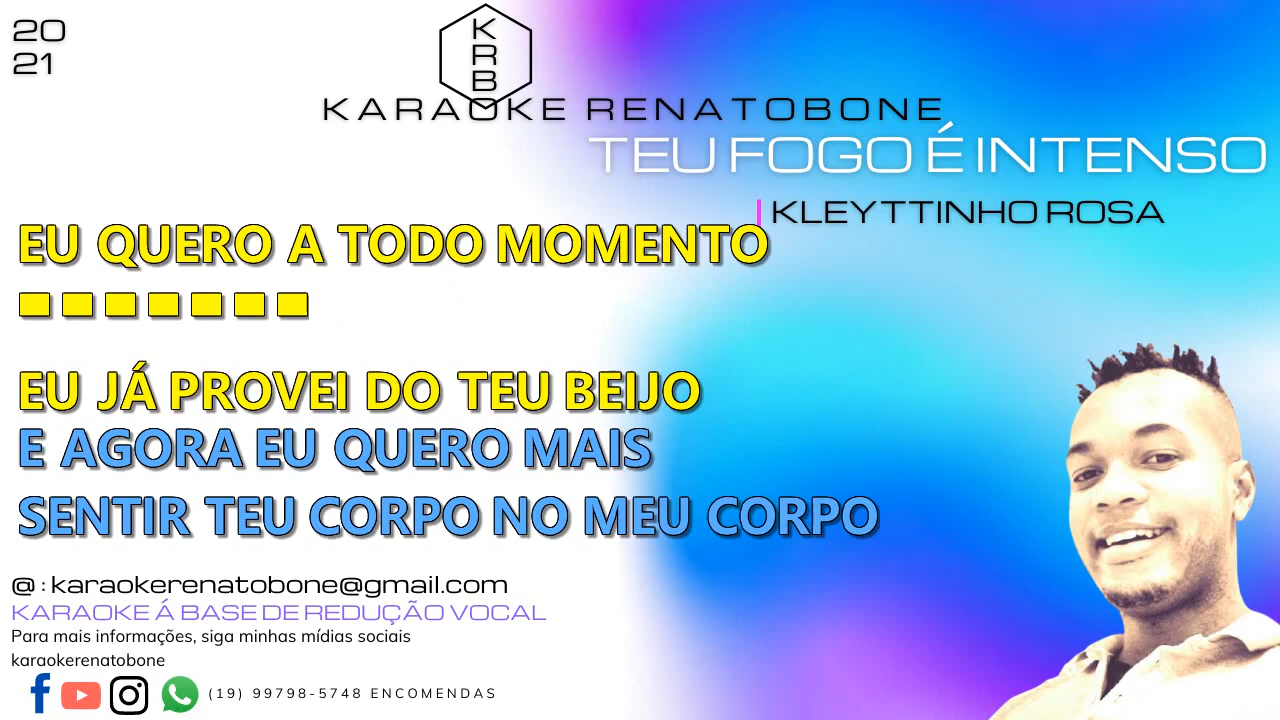 20
21
K
R
B
KARAOKE RENATOBONE
TEU FOGO É INTENSO
| KLEYTTINHO ROSA
EU QUERO A TODO MOMENTO
EU JÁ PROVEI DO TEU BEIJO
E AGORA EU QUERO MAIS
SENTIR TEU CORPO NO MEU CORPO
@ : karaokerenatobone@gmail.com
KARAOKE Á BASE DE REDUÇÃO VOCAL
Para mais informações, siga minhas mídias sociais
karaokerenatobone
(19) 99798-5748 ENCOMENDAS